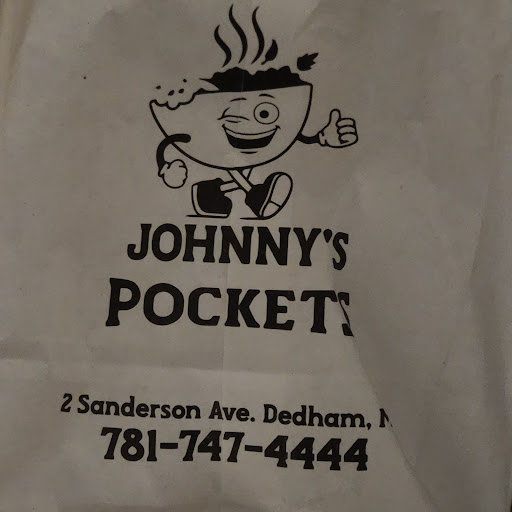 JOHNNY'S
POCKETS
2 Sanderson Ave. Dedham,
781-747-4444